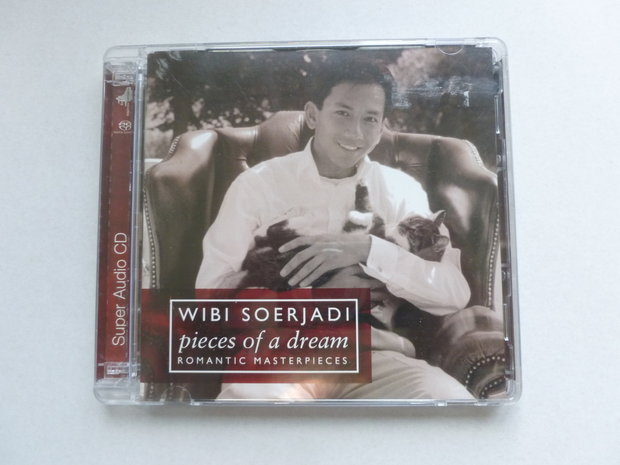 Super Audio CD
WIBI SOERJADI
pieces of a dream
ROMANTIC MASTERPIECES